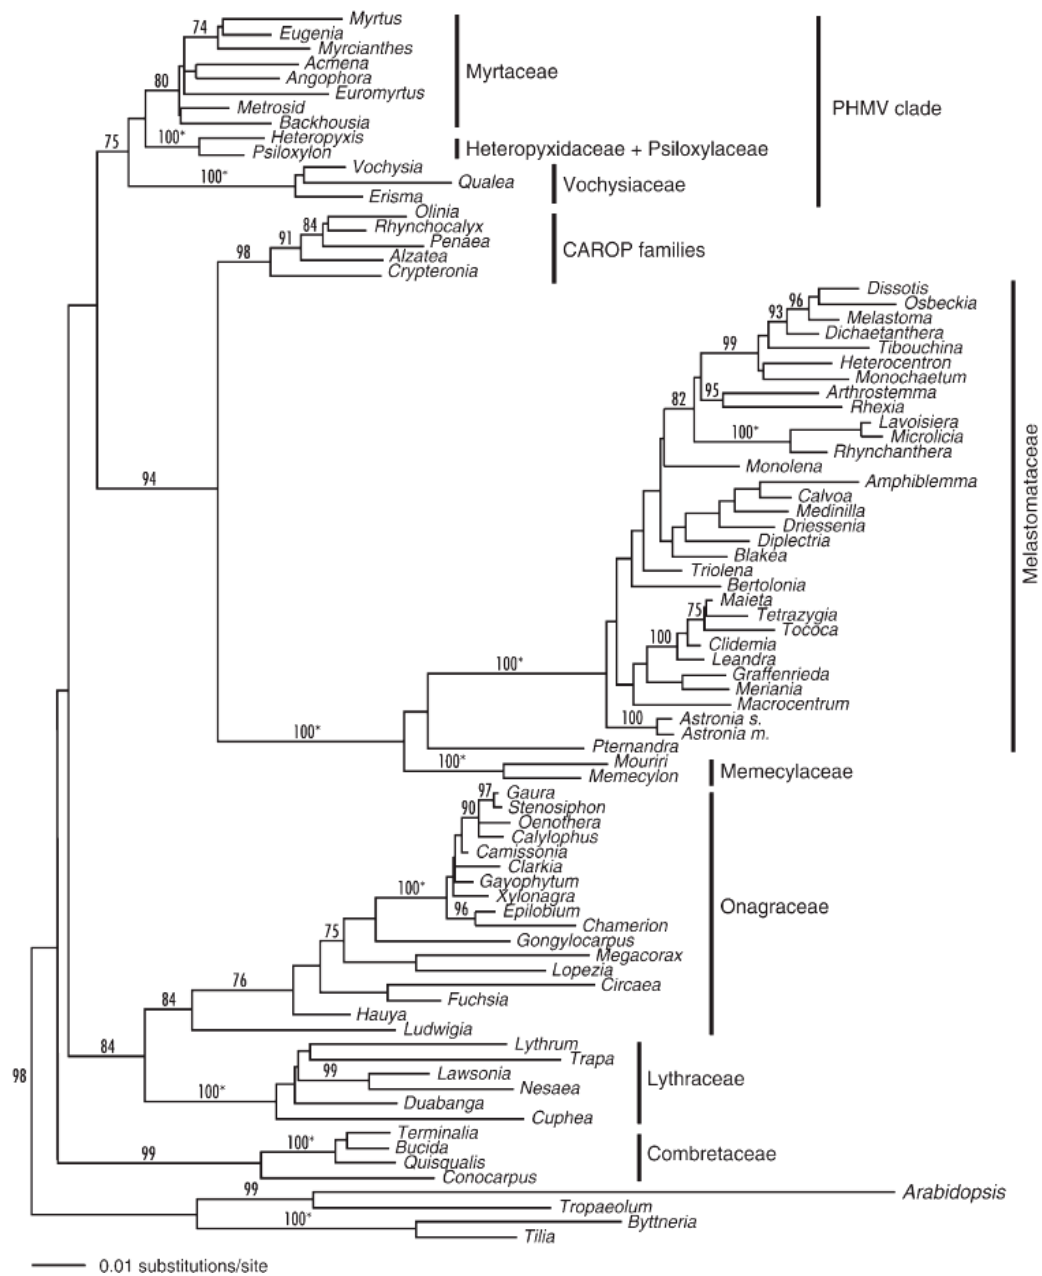 Myrtus
74
Eugenia
Myrcianthes
Acmena
Myrtaceae
Angophora
80
Euromyrtus
Metrosid
PHMV clade
Backhousia
75
100*
Heteropyxis
Heteropyxidaceae + Psiloxylaceae
Psiloxylon
Vochysia
100*
Qualea
Vochysiaceae
Erisma
Olinia
84
Rhynchocalyx
91
Penaea
98
CAROP families
Alzatea
Crypteronia
Dissotis
96
Osbeckia
93
Melastoma
Dichaetanthera
99
Tibouchina
Heterocentron
Monochaetum
95
Arthrostemma
82
Rhexia
Lavoisiera
100*
Microlicia
Rhynchanthera
Monolena
94
Amphiblemma
Calvoa
Medinilla
Driessenia
Diplectria
Blakea
Triolena
Bertolonia
Melastomataceae
Maieta
75
Tetrazygia
Tococa
100
Clidemia
Leandra
100*
Graffenrieda
Meriania
Macrocentrum
100
Astronia s.
100*
Astronia m.
Pternandra
100*
Mouriri
Memecylaceae
Memecylon
97
Gaura
90
Stenosiphon
Oenothera
Calylophus
Camissonia
Clarkia
100*
Gayophytum
Xylonagra
Onagraceae
96
Epilobium
Chamerion
75
Gongylocarpus
Megacorax
Lopezia
76
Circaea
84
Fuchsia
Hauya
Ludwigia
84
Lythrum
Trapa
99
Lawsonia
Lythraceae
Nesaea
98
100*
Duabanga
Cuphea
Terminalia
100*
Bucida
99
Quisqualis
Combretaceae
Conocarpus
99
Arabidopsis
Tropaeolum
100*
Byttneria
Tilia
0.01 substitutions/site